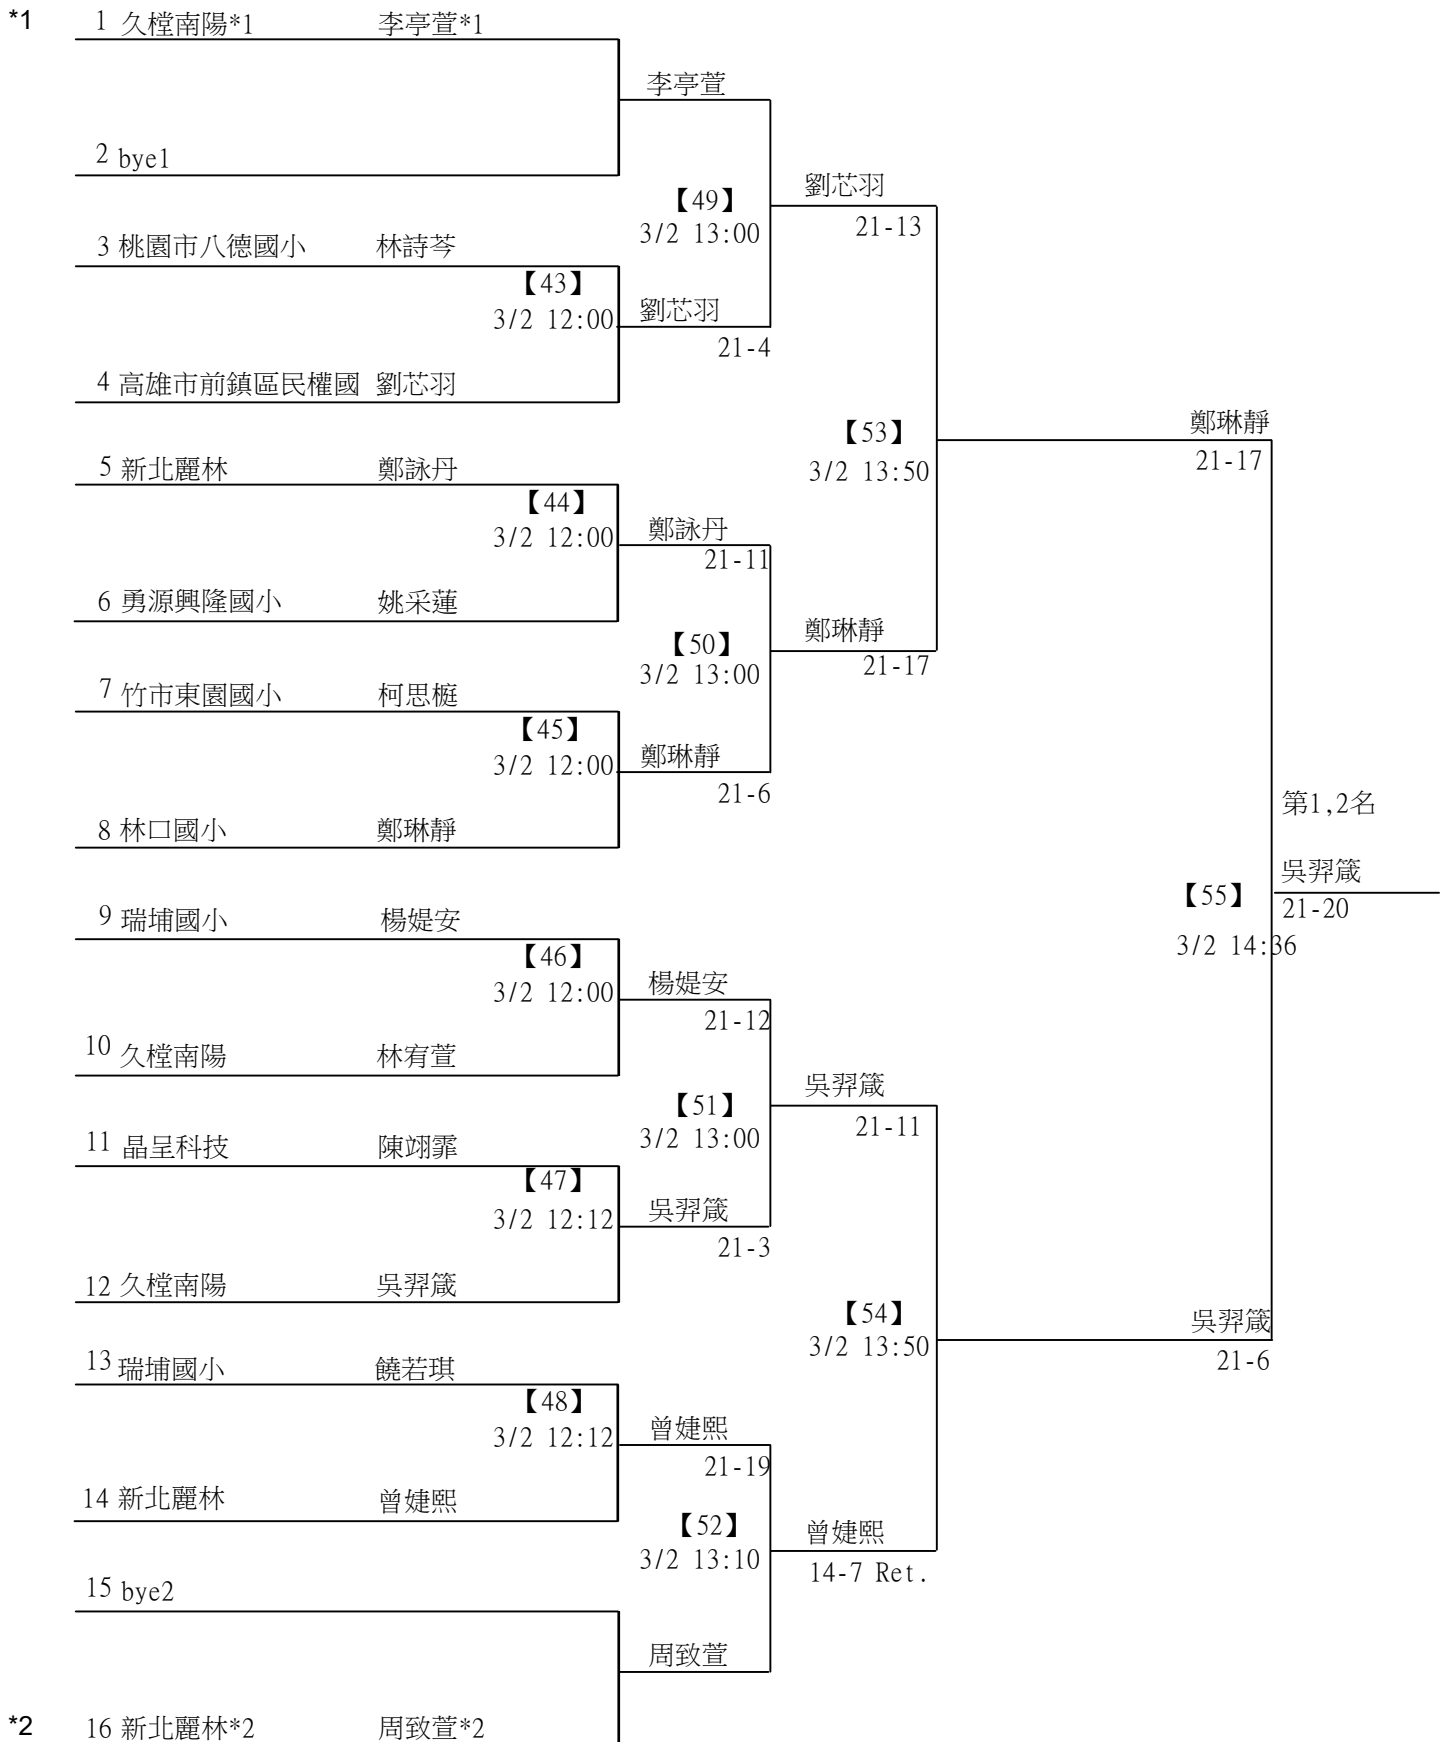 *1 1 久樘南陽*1 李亭萱*1
李亭萱
2 bye1
劉芯羽
【49】
21-13
3/2 13:00
3 桃園市八德國小 林詩芩
【43】
劉芯羽
3/2 12:00
21-4
4 高雄市前鎮區民權國 劉芯羽
鄭琳靜
【53】
21-17
3/2 13:50
5 新北麗林 鄭詠丹
【44】
鄭詠丹
3/2 12:00
21-11
6 勇源興隆國小 姚采蓮
鄭琳靜
【50】
21-17
3/2 13:00
7 竹市東園國小 柯思榳
【45】
鄭琳靜
3/2 12:00
21-6
第1,2名
8 林口國小 鄭琳靜
吳羿箴
【55】
21-20
3/2 14:36
9 瑞埔國小 楊媞安
【46】
楊媞安
3/2 12:00
21-12
10 久樘南陽 林宥萱
吳羿箴
【51】
21-11
3/2 13:00
11 晶呈科技 陳翊霏
【47】
吳羿箴
3/2 12:12
21-3
12 久樘南陽 吳羿箴
【54】
吳羿箴
3/2 13:50
21-6
13 瑞埔國小 饒若琪
【48】
曾婕熙
3/2 12:12
21-19
14 新北麗林 曾婕熙
【52】
曾婕熙
3/2 13:10
14-7 Ret.
15 bye2
周致萱
*2 16 新北麗林*2 周致萱*2